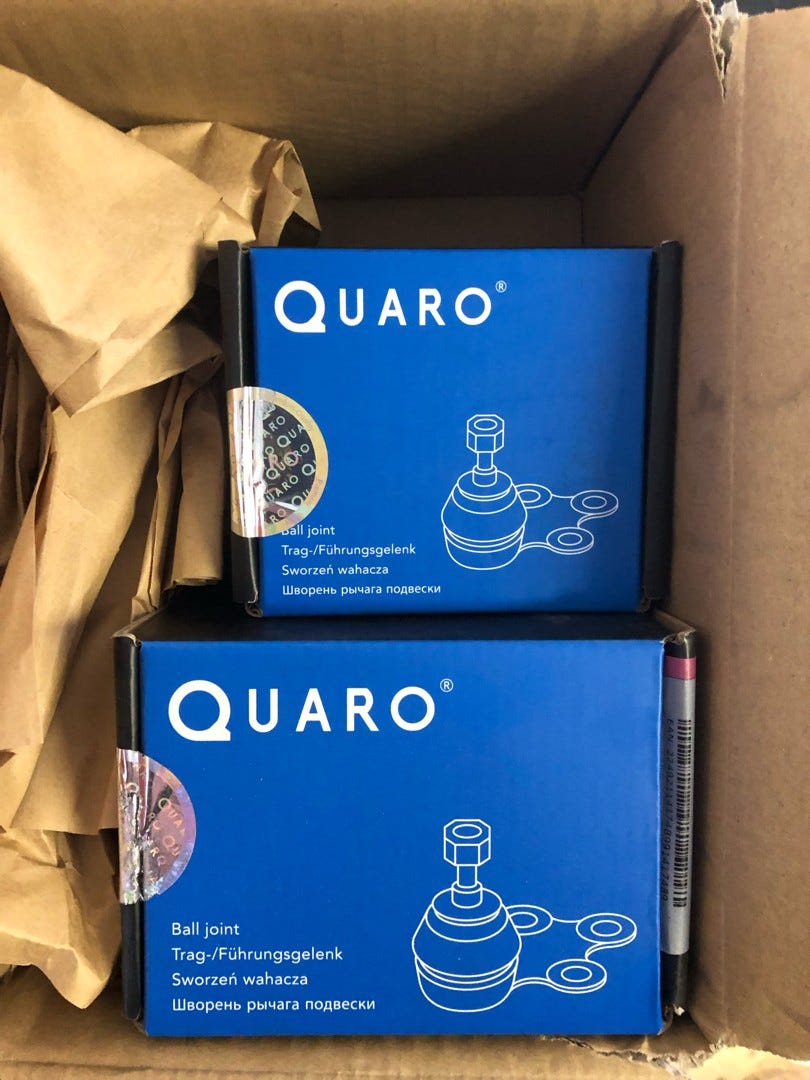 QUARO®
Ball joint
Trag-/Führungsgelenk
Sworzeń wahacza
Шворень рычага подвески
QUARO®
Ball joint
Trag-/Führungsgelenk
Sworzeń wahacza
Шворень рычага подвески